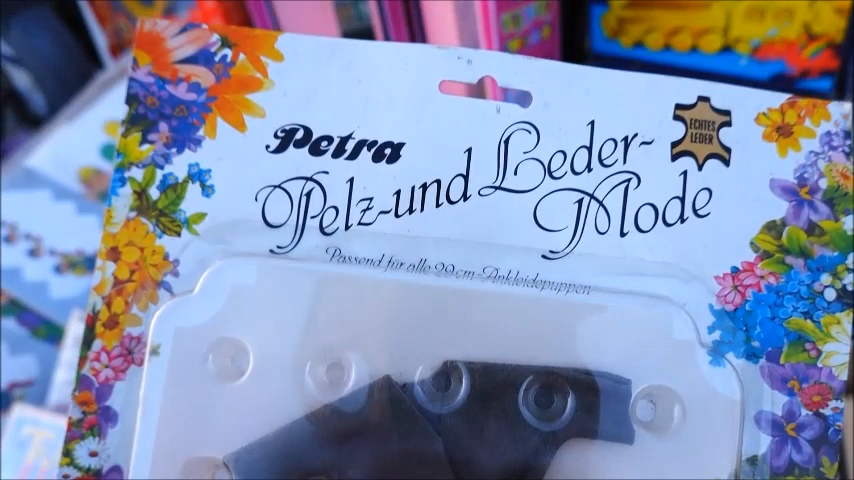 Petra
ECHTES
LEDER
Pelz-und Leder-
Mode
Passend für alle 29 cm-Ankleidepuppen